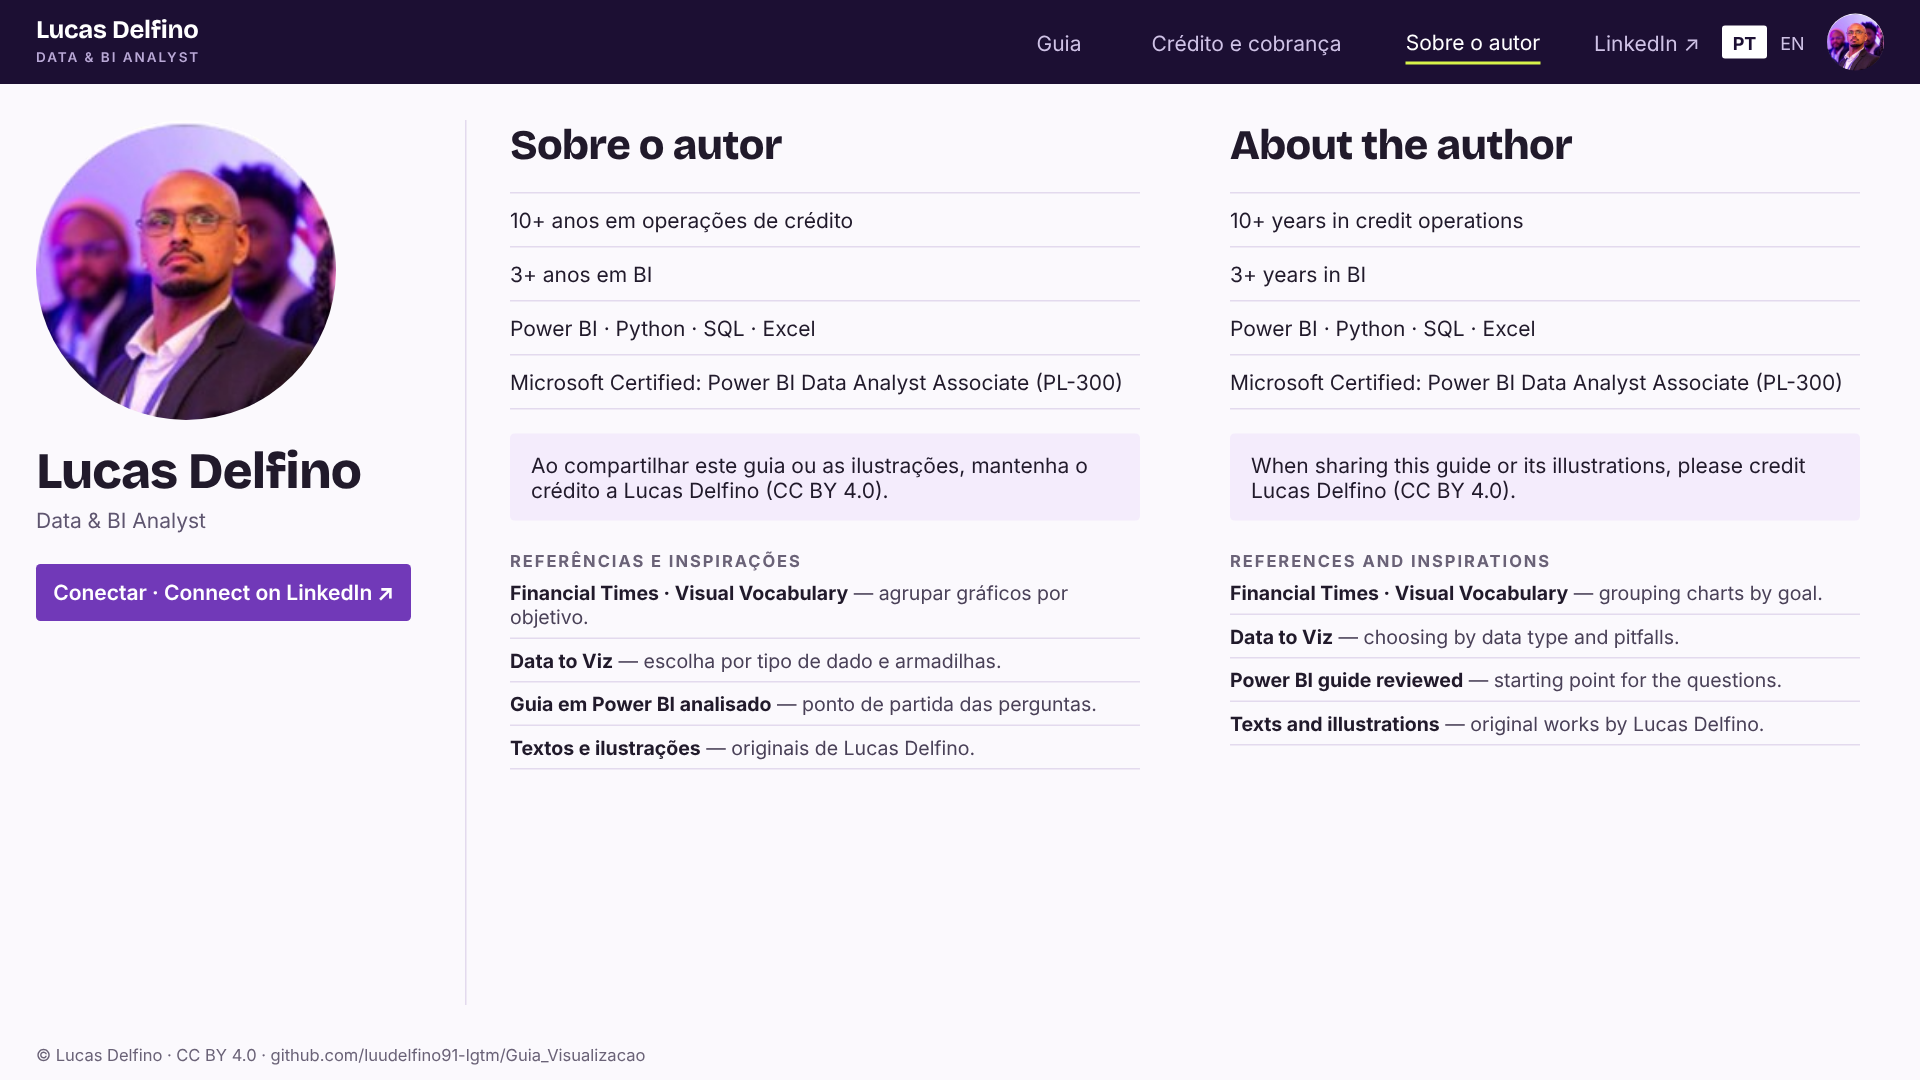 Lucas Delfino
DATA & BI ANALYST
Guia
Crédito e cobrança
Sobre o autor
LinkedIn ↗
PT
EN
Lucas Delfino
Data & BI Analyst
Conectar · Connect on LinkedIn ↗
Sobre o autor
10+ anos em operações de crédito
3+ anos em BI
Power BI · Python · SQL · Excel
Microsoft Certified: Power BI Data Analyst Associate (PL-300)
Ao compartilhar este guia ou as ilustrações, mantenha o
crédito a Lucas Delfino (CC BY 4.0).
REFERÊNCIAS E INSPIRAÇÕES
Financial Times · Visual Vocabulary — agrupar gráficos por
objetivo.
Data to Viz — escolha por tipo de dado e armadilhas.
Guia em Power BI analisado — ponto de partida das perguntas.
Textos e ilustrações — originais de Lucas Delfino.
About the author
10+ years in credit operations
3+ years in BI
Power BI · Python · SQL · Excel
Microsoft Certified: Power BI Data Analyst Associate (PL-300)
When sharing this guide or its illustrations, please credit
Lucas Delfino (CC BY 4.0).
REFERENCES AND INSPIRATIONS
Financial Times · Visual Vocabulary — grouping charts by goal.
Data to Viz — choosing by data type and pitfalls.
Power BI guide reviewed — starting point for the questions.
Texts and illustrations — original works by Lucas Delfino.
© Lucas Delfino · CC BY 4.0 · github.com/luudelfino91-lgtm/Guia_Visualizacao